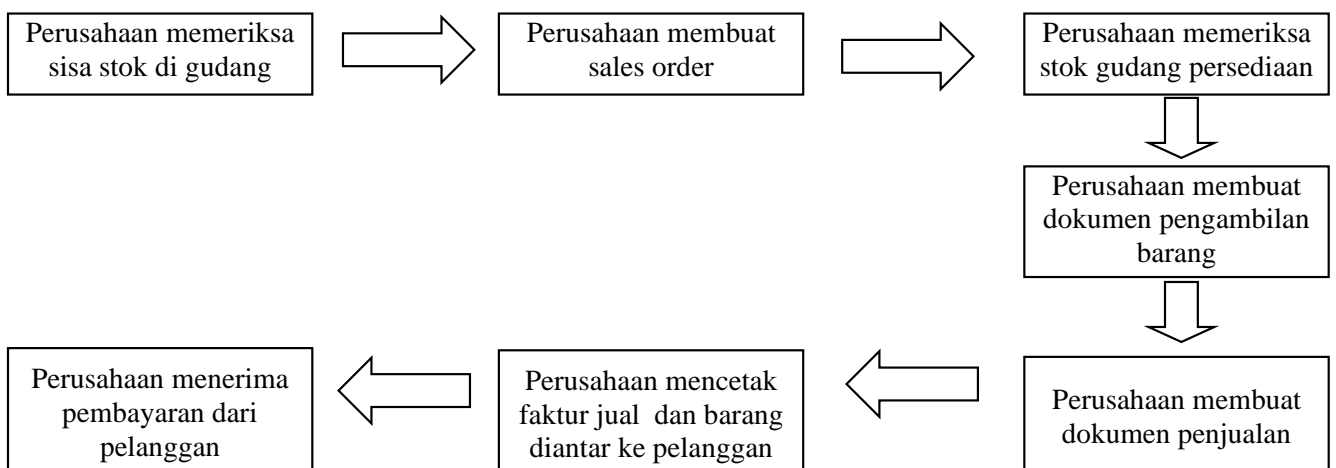 Perusahaan memeriksa
sisa stok di gudang
Perusahaan membuat
sales order
Perusahaan memeriksa
stok gudang persediaan
Perusahaan membuat
dokumen pengambilan
barang
Perusahaan membuat
dokumen penjualan
Perusahaan mencetak
faktur jual  dan barang
diantar ke pelanggan
Perusahaan menerima
pembayaran dari
pelanggan